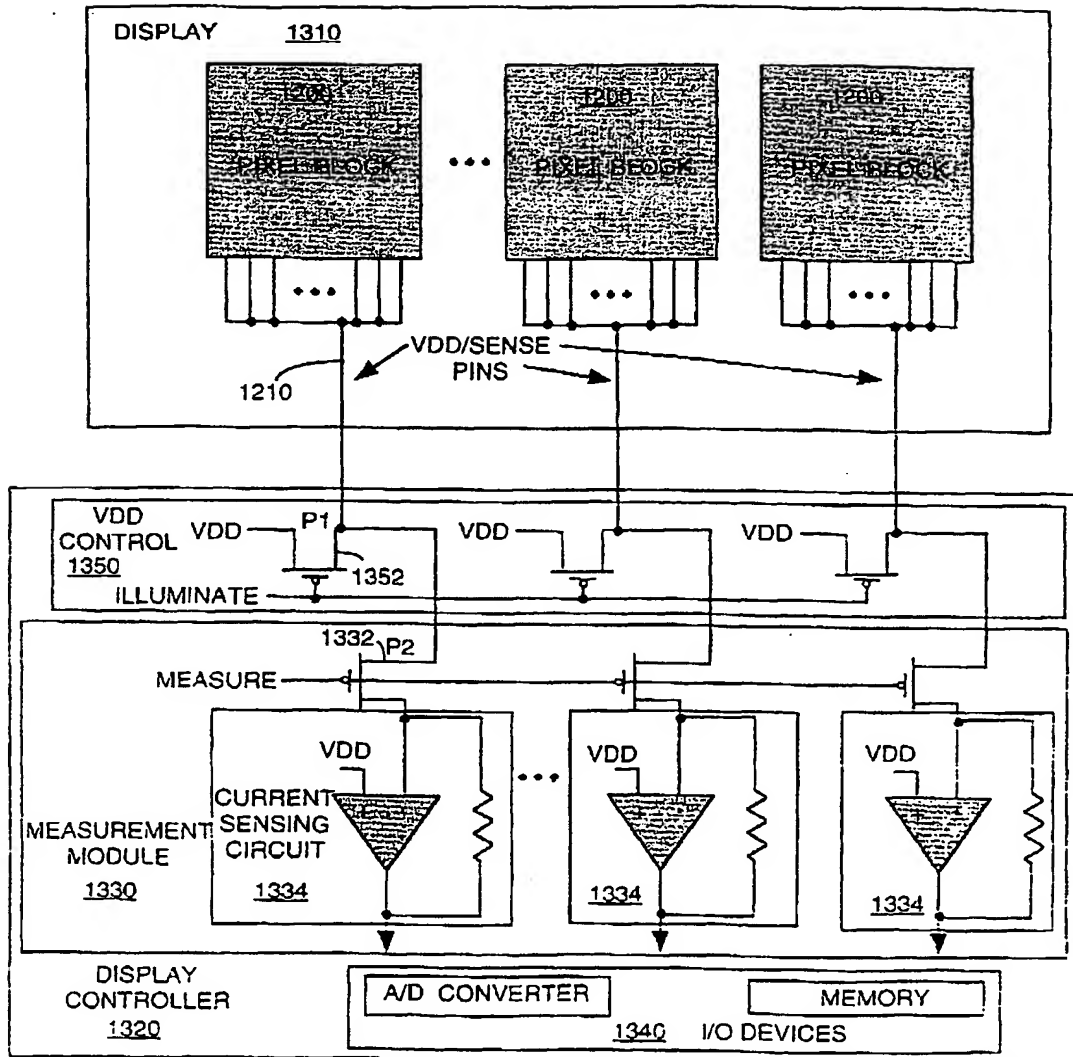 DISPLAY 1310
1200 1200 1200
PIXEL BLOCK PIXEL BLOCK PIXEL BLOCK
VDD/SENSE
PINS
1210
VDD
CONTROL
1350
VDD P1 VDD VDD
1352
ILLUMINATE
1332 P2
MEASURE
VDD VDD VDD
CURRENT
SENSING
CIRCUIT
1334 1334 1334
MEASUREMENT
MODULE
1330
DISPLAY
CONTROLLER
1320
A/D CONVERTER MEMORY
1340 I/O DEVICES